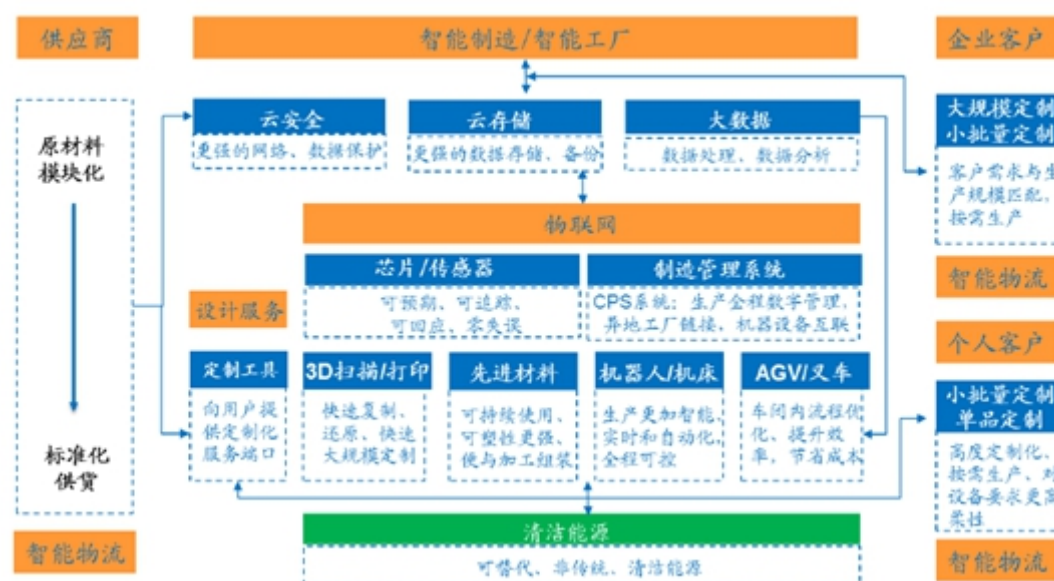 供应商
智能制造/智能工厂
企业客户
原材料
模块化
标准化
供货
智能物流
云安全
更强的网络、数据保护
云存储
更强的数据存储、备份
大数据
数据处理、数据分析
物联网
芯片/传感器
可预期、可追踪、
可回应、零失误
制造管理系统
CPS系统：生产全程数字管理，
异地工厂链接，机器设备互联
设计服务
定制工具
向用户提
供定制化
服务端口
3D扫描/打印
快速复制、
还原、快速
大规模定制
先进材料
可持续使用、
可塑性更强、
便与加工组装
机器人/机床
生产更加智能、
实时和自动化，
全程可控
AGV/叉车
车间内流程优
化、提升效
率，节省成本
清洁能源
可替代、非传统、清洁能源
大规模定制
小批量定制
客户需求与生
产规模匹配，
按需生产
智能物流
个人客户
小批量定制
单品定制
高度定制化、
按需生产、对
设备要求更高
柔性
智能物流